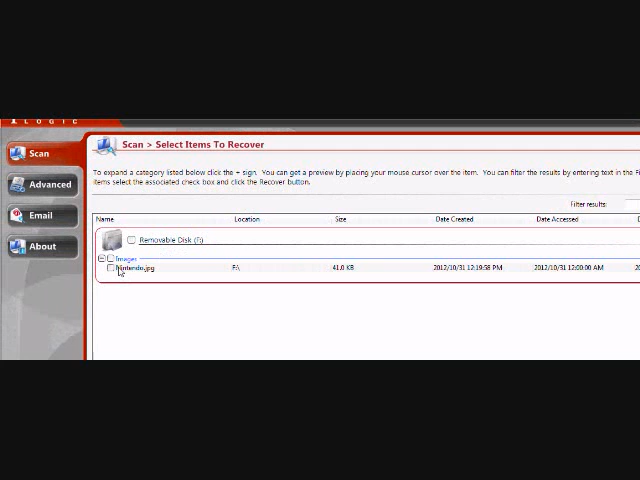 LOGIC
Scan
Advanced
Email
About
Scan > Select Items To Recover
To expand a category listed below click the + sign. You can get a preview by placing your mouse cursor over the item. You can filter the results by entering text in the Fi
items select the associated check box and click the Recover button.
Filter results:
Name Location Size Date Created Date Accessed D
Removable Disk (F:)
Images
Nintendo.jpg F:\ 41.0 KB 2012/10/31 12:19:58 PM 2012/10/31 12:00:00 AM 20